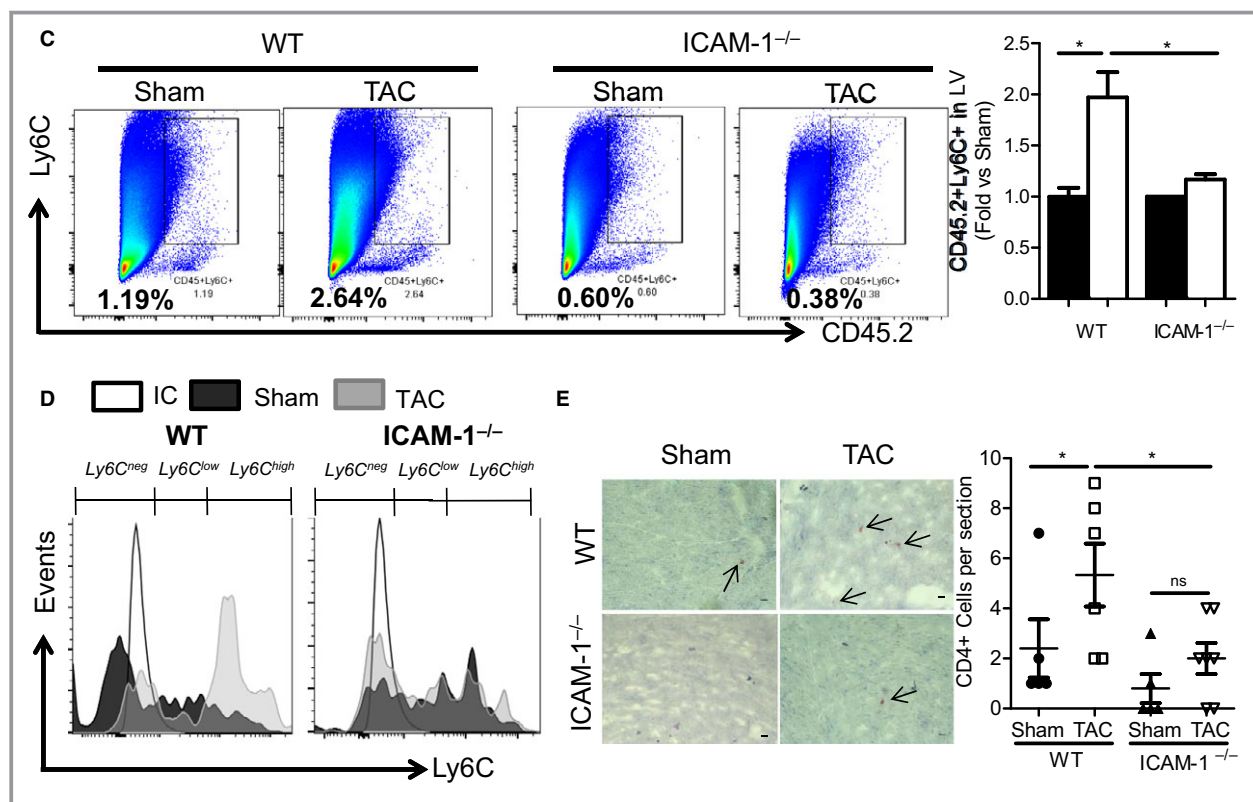 C
WT
ICAM-1⁻/⁻
Sham
TAC
Sham
TAC
Ly6C
CD45+Ly6C+
1.19
1.19%
CD45+Ly6C+
2.64
2.64%
CD45+Ly6C+
0.60
0.60%
CD45+Ly6C+
0.38
0.38%
CD45.2
CD45.2+Ly6C+ in LV
(Fold vs Sham)
2.5
2.0
1.5
1.0
0.5
0.0
*
*
WT
ICAM-1⁻/⁻
D
IC
Sham
TAC
WT
ICAM-1⁻/⁻
Ly6Cⁿᵉᵍ
Ly6Cˡᵒʷ
Ly6Cʰⁱᵍʰ
Ly6Cⁿᵉᵍ
Ly6Cˡᵒʷ
Ly6Cʰⁱᵍʰ
Events
Ly6C
E
Sham
TAC
WT
ICAM-1⁻/⁻
CD4+ Cells per section
10
8
6
4
2
0
*
*
ns
Sham
TAC
Sham
TAC
WT
ICAM-1 ⁻/⁻